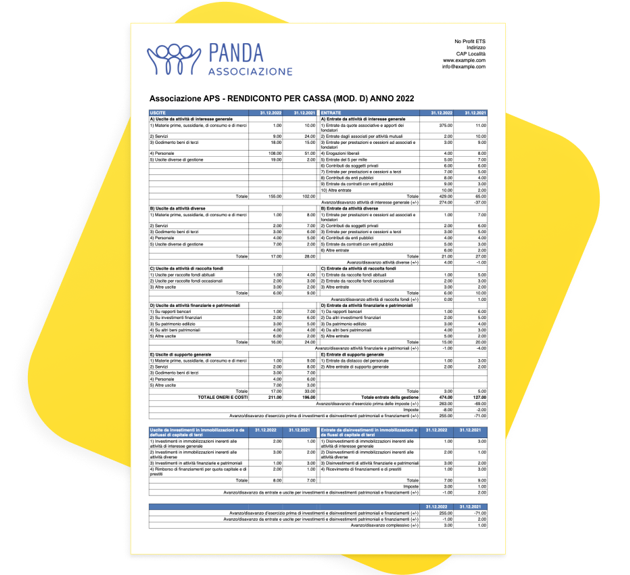 PANDA
ASSOCIAZIONE
No Profit ETS
Indirizzo
CAP Località
www.example.com
info@example.com
Associazione APS - RENDICONTO PER CASSA (MOD. D) ANNO 2022
USCITE 31.12.2022 31.12.2021 ENTRATE 31.12.2022 31.12.2021
A) Uscite da attività di interesse generale A) Entrate da attività di interesse generale
1) Materie prime, sussidiarie, di consumo e di merci 1.00 10.00 1) Entrate da quote associative e apporti dei fondatori 375.00 11.00
2) Servizi 9.00 24.00 2) Entrate dagli associati per attività mutuali 2.00 10.00
3) Godimento beni di terzi 18.00 15.00 3) Entrate per prestazioni e cessioni ad associati e fondatori 3.00 9.00
4) Personale 108.00 51.00 4) Erogazioni liberali 4.00 8.00
5) Uscite diverse di gestione 19.00 2.00 5) Entrate del 5 per mille 5.00 7.00
6) Contributi da soggetti privati 6.00 6.00
7) Entrate per prestazioni e cessioni a terzi 7.00 5.00
8) Contributi da enti pubblici 8.00 4.00
9) Entrate da contratti con enti pubblici 9.00 3.00
10) Altre entrate 10.00 2.00
Totale 155.00 102.00 Totale 429.00 65.00
Avanzo/disavanzo attività di interesse generale (+/-) 274.00 -37.00
B) Uscite da attività diverse B) Entrate da attività diverse
1) Materie prime, sussidiarie, di consumo e di merci 1.00 8.00 1) Entrate per prestazioni e cessioni ad associati e fondatori 1.00 7.00
2) Servizi 2.00 7.00 2) Contributi da soggetti privati 2.00 6.00
3) Godimento beni di terzi 3.00 6.00 3) Entrate per prestazioni e cessioni a terzi 3.00 5.00
4) Personale 4.00 5.00 4) Contributi da enti pubblici 4.00 4.00
5) Uscite diverse di gestione 7.00 2.00 5) Entrate da contratti con enti pubblici 5.00 3.00
6) Altre entrate 6.00 2.00
Totale 17.00 28.00 Totale 21.00 27.00
Avanzo/disavanzo attività diverse (+/-) 4.00 -1.00
C) Uscite da attività di raccolta fondi C) Entrate da attività di raccolta fondi
1) Uscite per raccolte fondi abituali 1.00 4.00 1) Entrate da raccolte fondi abituali 1.00 5.00
2) Uscite per raccolte fondi occasionali 2.00 3.00 2) Entrate da raccolte fondi occasionali 2.00 3.00
3) Altre uscite 3.00 2.00 3) Altre entrate 3.00 2.00
Totale 6.00 9.00 Totale 6.00 10.00
Avanzo/disavanzo attività di raccolta fondi (+/-) 0.00 1.00
D) Uscite da attività finanziarie e patrimoniali D) Entrate da attività finanziarie e patrimoniali
1) Su rapporti bancari 1.00 7.00 1) Da rapporti bancari 1.00 6.00
2) Su investimenti finanziari 2.00 6.00 2) Da altri investimenti finanziari 2.00 5.00
3) Su patrimonio edilizio 3.00 5.00 3) Da patrimonio edilizio 3.00 4.00
4) Su altri beni patrimoniali 4.00 4.00 4) Da altri beni patrimoniali 4.00 3.00
5) Altre uscite 6.00 2.00 5) Altre entrate 5.00 2.00
Totale 16.00 24.00 Totale 15.00 20.00
Avanzo/disavanzo attività finanziarie e patrimoniali (+/-) -1.00 -4.00
E) Uscite di supporto generale E) Entrate di supporto generale
1) Materie prime, sussidiarie, di consumo e di merci 1.00 9.00 1) Entrate da distacco del personale 1.00 3.00
2) Servizi 2.00 8.00 2) Altre entrate di supporto generale 2.00 2.00
3) Godimento beni di terzi 3.00 7.00
4) Personale 4.00 6.00
5) Altre uscite 7.00 3.00
Totale 17.00 33.00 Totale 3.00 5.00
TOTALE ONERI E COSTI 211.00 196.00 Totale entrate della gestione 474.00 127.00
Avanzo/disavanzo d'esercizio prima delle imposte (+/-) 263.00 -69.00
Imposte -8.00 -2.00
Avanzo/disavanzo d'esercizio prima di investimenti e disinvestimenti patrimoniali e finanziamenti (+/-) 255.00 -71.00
Uscite da investimenti in immobilizzazioni o da deflussi di capitale di terzi 31.12.2022 31.12.2021 Entrate da disinvestimenti in immobilizzazioni o da flussi di capitale di terzi 31.12.2022 31.12.2021
1) Investimenti in immobilizzazioni inerenti alle attività di interesse generale 2.00 1.00 1) Disinvestimenti di immobilizzazioni inerenti alle attività di interesse generale 1.00 3.00
2) Investimenti in immobilizzazioni inerenti alle attività diverse 3.00 2.00 2) Disinvestimenti di immobilizzazioni inerenti alle attività diverse 2.00 1.00
3) Investimenti in attività finanziarie e patrimoniali 1.00 3.00 3) Disinvestimenti di attività finanziarie e patrimoniali 3.00 2.00
4) Rimborso di finanziamenti per quota capitale e di prestiti 2.00 1.00 4) Ricevimento di finanziamenti e di prestiti 1.00 3.00
Totale 8.00 7.00 Totale 7.00 9.00
Imposte 3.00 1.00
Avanzo/disavanzo da entrate e uscite per investimenti e disinvestimenti patrimoniali e finanziamenti (+/-) -1.00 2.00
31.12.2022 31.12.2021
Avanzo/disavanzo d'esercizio prima di investimenti e disinvestimenti patrimoniali e finanziamenti (+/-) 255.00 -71.00
Avanzo/disavanzo da entrate e uscite per investimenti e disinvestimenti patrimoniali e finanziamenti (+/-) -1.00 2.00
Avanzo/disavanzo complessivo (+/-) 3.00 1.00